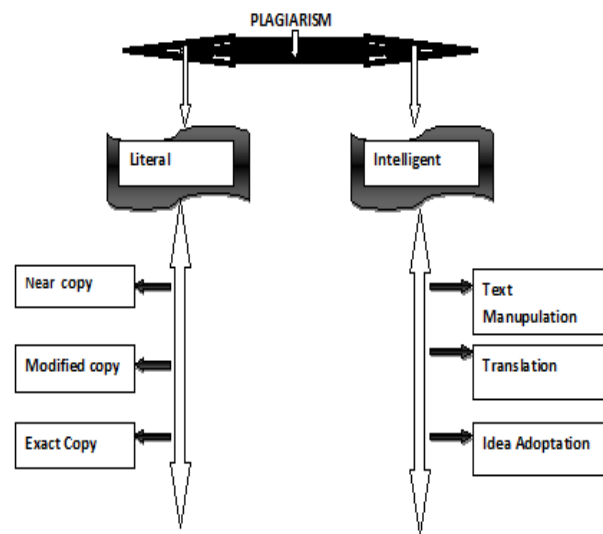 PLAGIARISM
Literal
Intelligent
Near copy
Modified copy
Exact Copy
Text
Manupulation
Translation
Idea Adoptation